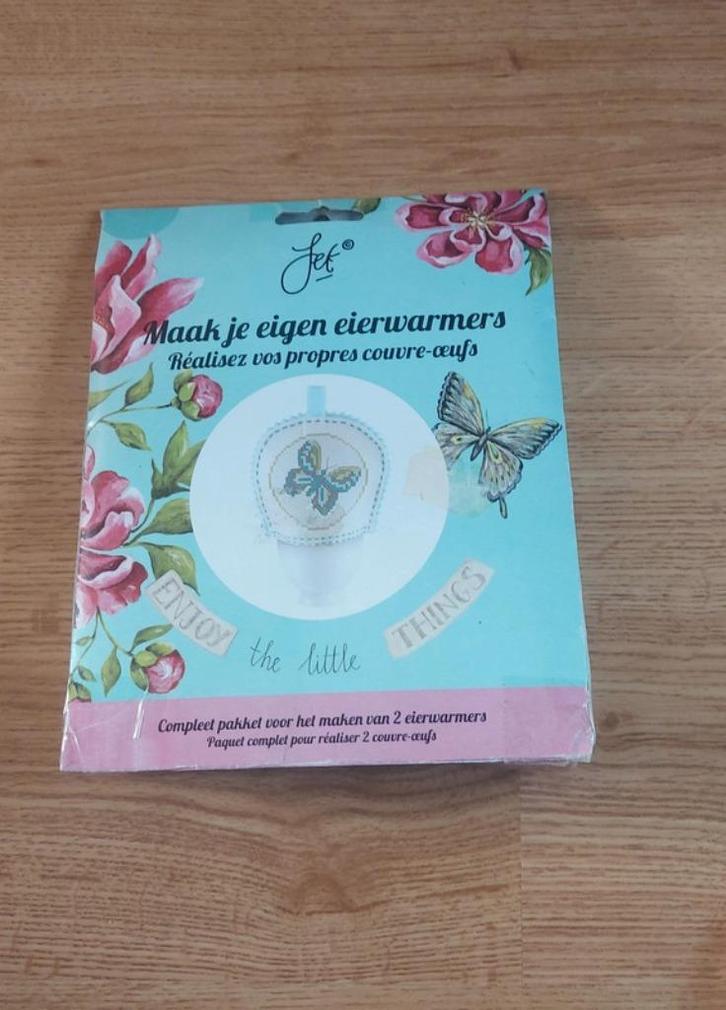 Jet©
Maak je eigen eierwarmers
Réalisez vos propres couvre-œufs
ENJOY
the little
THINGS
Compleet pakket voor het maken van 2 eierwarmers
Paquet complet pour réaliser 2 couvre-œufs